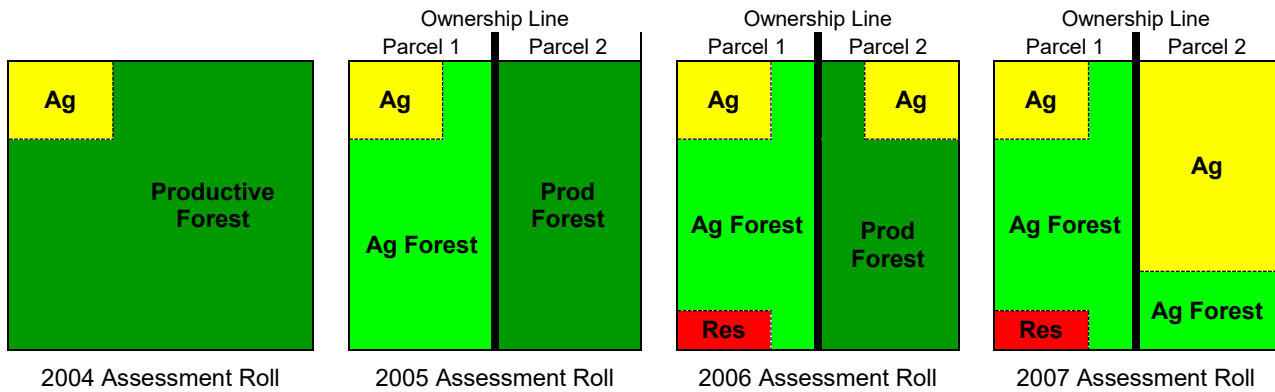 Ownership Line
Ownership Line
Ownership Line
Parcel 1
Parcel 2
Parcel 1
Parcel 2
Parcel 1
Parcel 2
Ag
Productive
Forest
Ag
Ag Forest
Prod
Forest
Ag
Ag Forest
Res
Ag
Prod
Forest
Ag
Ag Forest
Res
Ag
Ag Forest
2004 Assessment Roll
2005 Assessment Roll
2006 Assessment Roll
2007 Assessment Roll